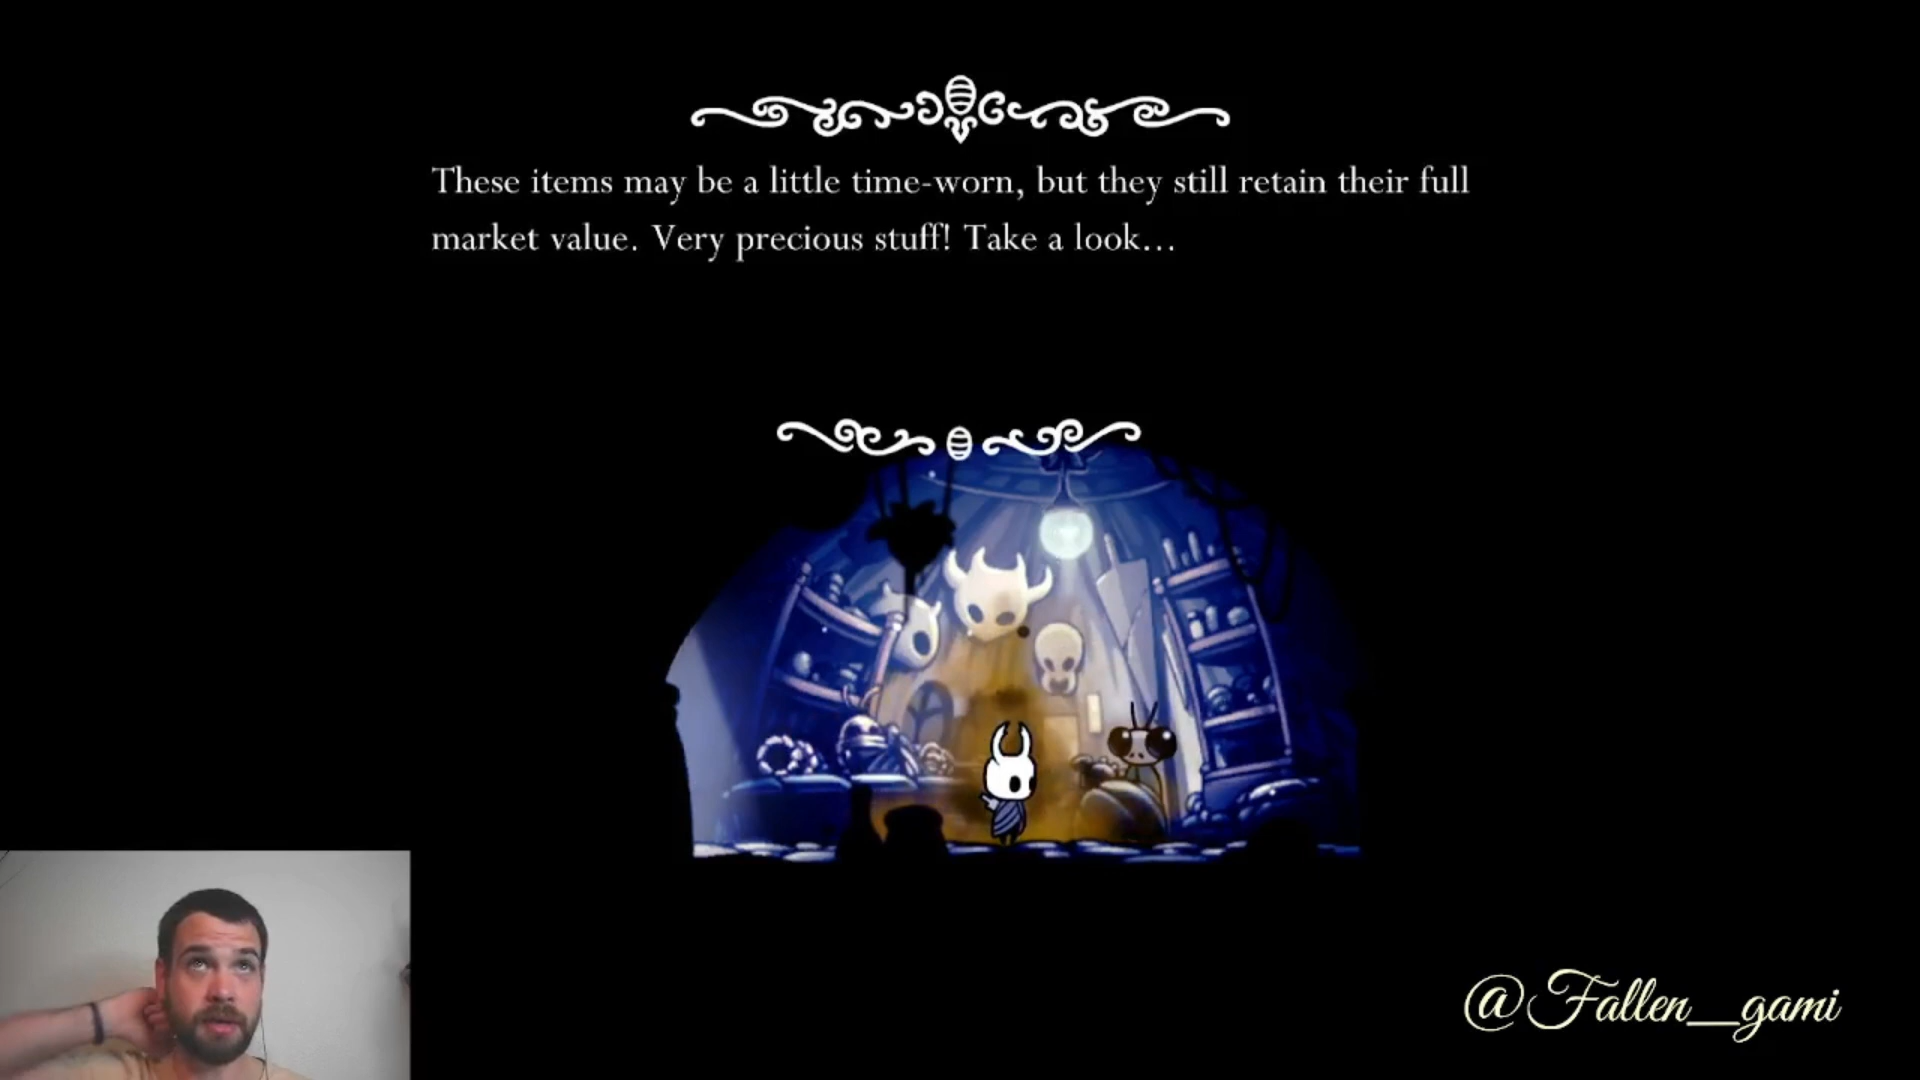 These items may be a little time-worn, but they still retain their full
market value. Very precious stuff! Take a look...
@Fallen__gami